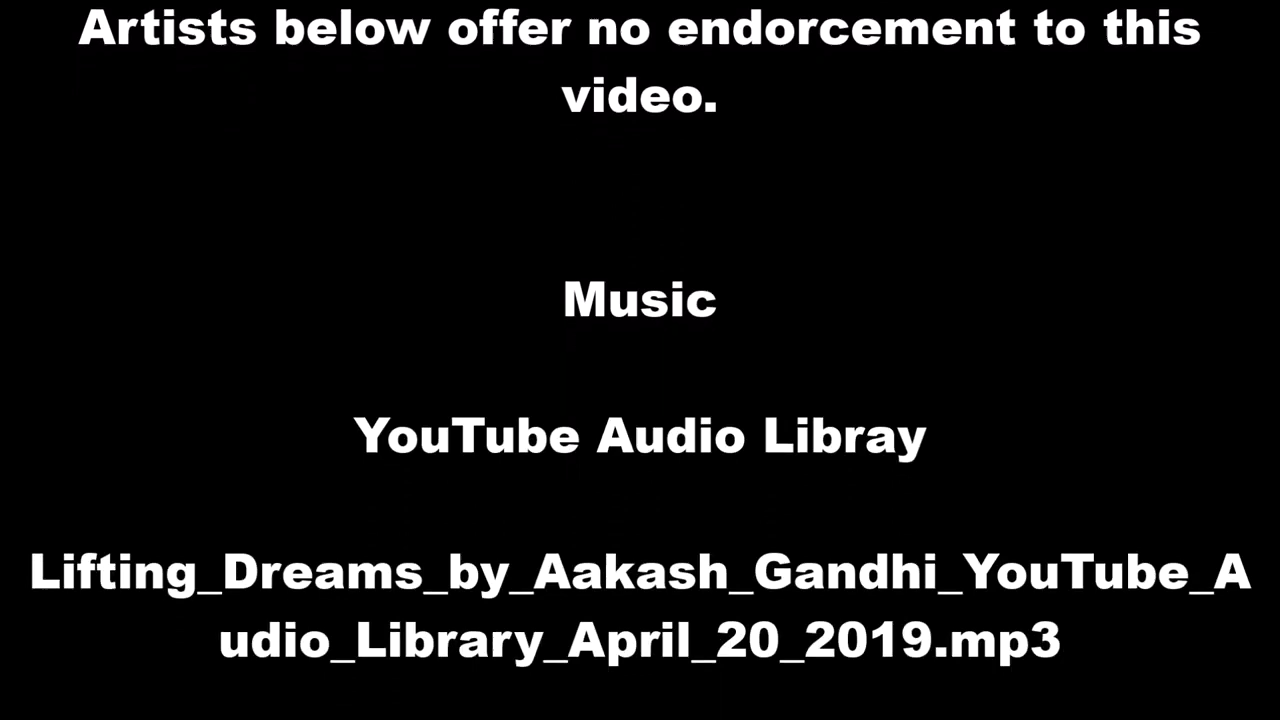 Artists below offer no endorcement to this
video.
Music
YouTube Audio Libray
Lifting_Dreams_by_Aakash_Gandhi_YouTube_A
udio_Library_April_20_2019.mp3